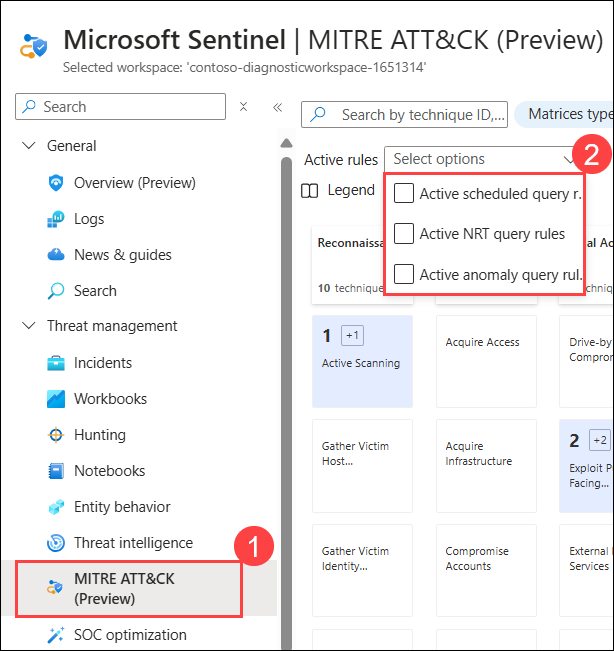 Microsoft Sentinel | MITRE ATT&CK (Preview)
Selected workspace: 'contoso-diagnosticworkspace-1651314'
Search
General
Overview (Preview)
Logs
News & guides
Search
Threat management
Incidents
Workbooks
Hunting
Notebooks
Entity behavior
Threat intelligence
1
MITRE ATT&CK
(Preview)
SOC optimization
Search by technique ID,...
Matrices type
Active rules
Select options
2
Legend
Active scheduled query r.
Active NRT query rules
Active anomaly query rul.
Reconnaissa
10 technique
al Ac
techniqu
1
+1
Active Scanning
Acquire Access
Drive-by
Comprom
Gather Victim
Host...
Acquire
Infrastructure
2
+2
Exploit P
Facing...
Gather Victim
Identity...
Compromise
Accounts
External
Services